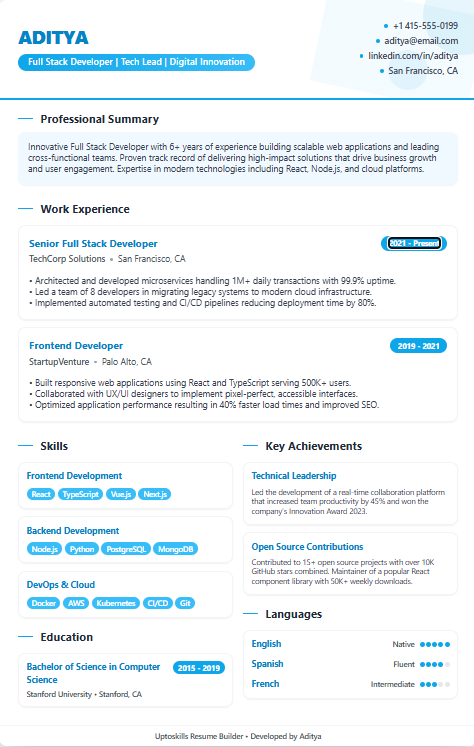 ADITYA
Full Stack Developer | Tech Lead | Digital Innovation
+1 415-555-0199
aditya@email.com
linkedin.com/in/aditya
San Francisco, CA
Professional Summary
Innovative Full Stack Developer with 6+ years of experience building scalable web applications and leading
cross-functional teams. Proven track record of delivering high-impact solutions that drive business growth
and user engagement. Expertise in modern technologies including React, Node.js, and cloud platforms.
Work Experience
Senior Full Stack Developer
2021 - Present
TechCorp Solutions • San Francisco, CA
• Architected and developed microservices handling 1M+ daily transactions with 99.9% uptime.
• Led a team of 8 developers in migrating legacy systems to modern cloud infrastructure.
• Implemented automated testing and CI/CD pipelines reducing deployment time by 80%.
Frontend Developer
2019 - 2021
StartupVenture • Palo Alto, CA
• Built responsive web applications using React and TypeScript serving 500K+ users.
• Collaborated with UX/UI designers to implement pixel-perfect, accessible interfaces.
• Optimized application performance resulting in 40% faster load times and improved SEO.
Skills
Frontend Development
React TypeScript Vue.js Next.js
Backend Development
Node.js Python PostgreSQL MongoDB
DevOps & Cloud
Docker AWS Kubernetes CI/CD Git
Education
Bachelor of Science in Computer
Science
2015 - 2019
Stanford University • Stanford, CA
Key Achievements
Technical Leadership
Led the development of a real-time collaboration platform
that increased team productivity by 45% and won the
company's Innovation Award 2023.
Open Source Contributions
Contributed to 15+ open source projects with over 10K
GitHub stars combined. Maintainer of a popular React
component library with 50K+ weekly downloads.
Languages
English Native
Spanish Fluent
French Intermediate
Uptoskills Resume Builder • Developed by Aditya